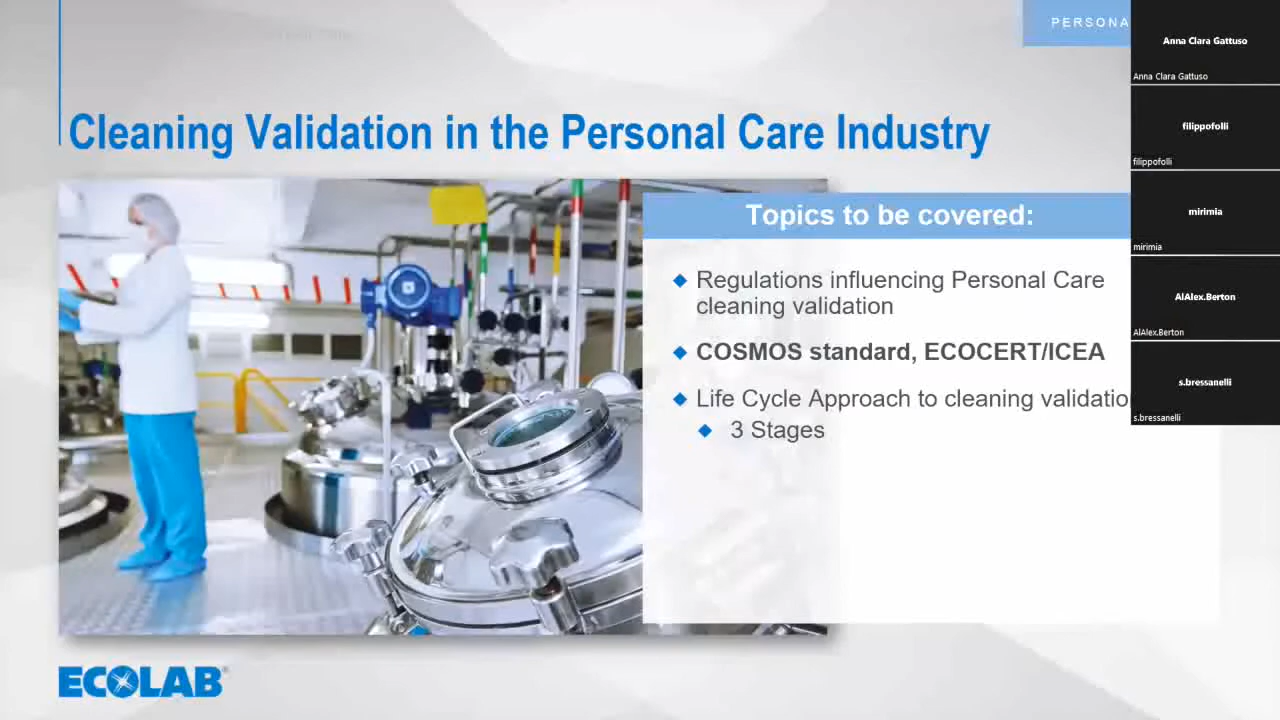 PERSONA
Cleaning Validation in the Personal Care Industry
Topics to be covered:
Regulations influencing Personal Care
cleaning validation
COSMOS standard, ECOCERT/ICEA
Life Cycle Approach to cleaning validatio
3 Stages
ECOLAB®
Anna Clara Gattuso
Anna Clara Gattuso
filippofolli
filippofolli
mirimia
mirimia
AlAlex.Berton
AlAlex.Berton
s.bressanelli
s.bressanelli